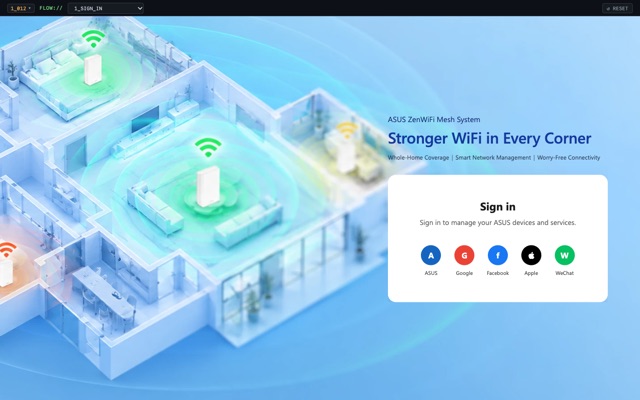 1_012
FLOW://
1_SIGN_IN
RESET
ASUS ZenWiFi Mesh System
Stronger WiFi in Every Corner
Whole-Home Coverage | Smart Network Management | Worry-Free Connectivity
Sign in
Sign in to manage your ASUS devices and services.
A
G
f
W
ASUS
Google
Facebook
Apple
WeChat